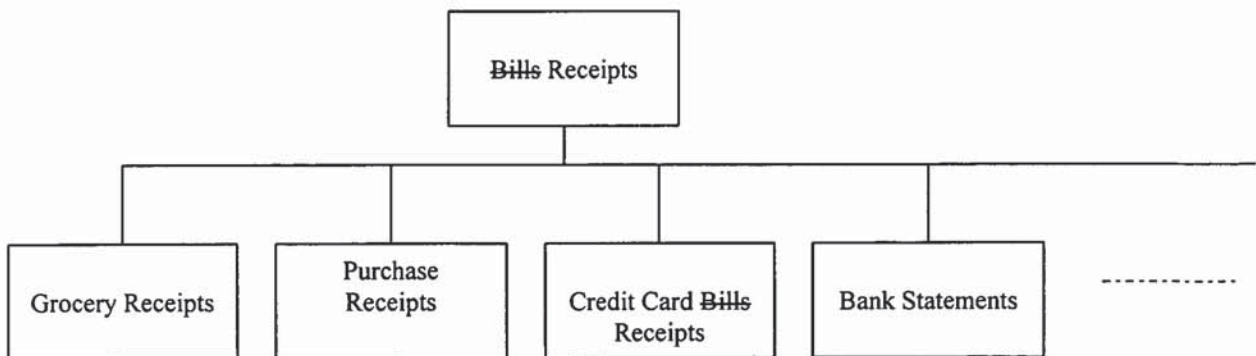 Bills Receipts
Grocery Receipts
Purchase
Receipts
Credit Card Bills
Receipts
Bank Statements